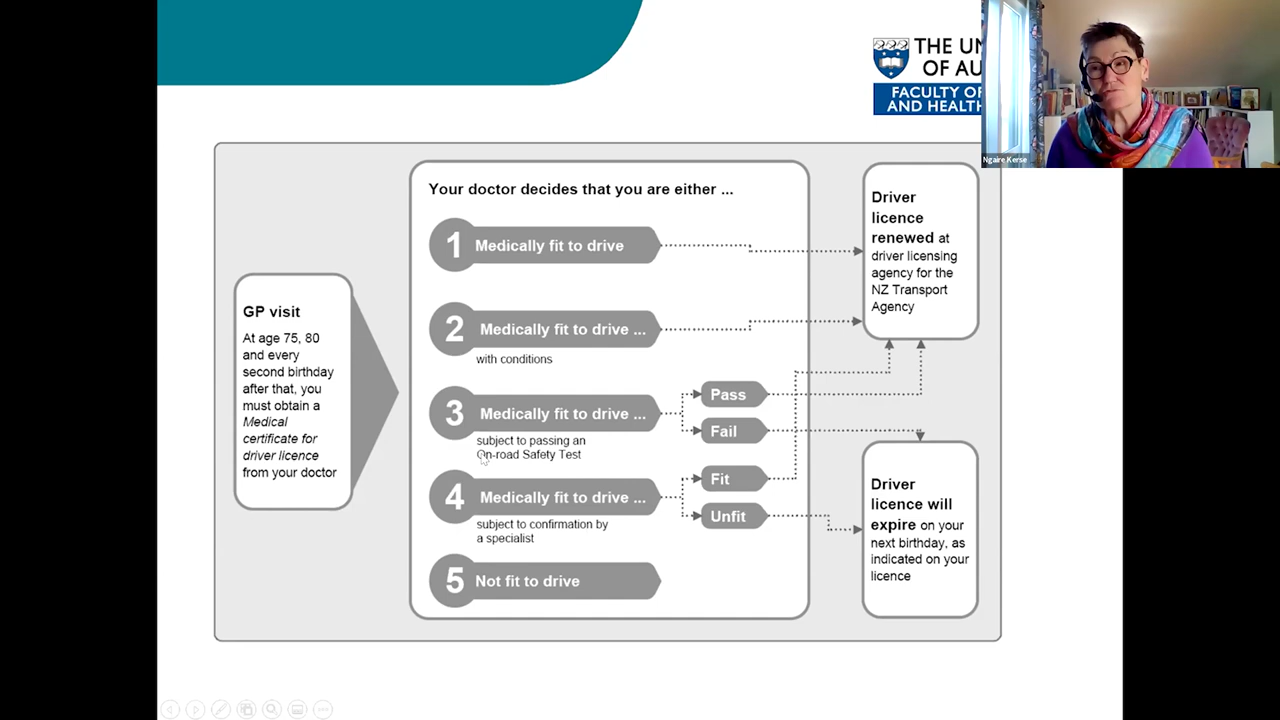 THE UN
OF AU
FACULTY OF
AND HEALTH
Ngaire Kerse
GP visit
At age 75, 80
and every
second birthday
after that, you
must obtain a
Medical
certificate for
driver licence
from your doctor
Your doctor decides that you are either ...
1 Medically fit to drive
2 Medically fit to drive ...
with conditions
3 Medically fit to drive ...
subject to passing an
On-road Safety Test
Pass
Fail
4 Medically fit to drive ...
subject to confirmation by
a specialist
Fit
Unfit
5 Not fit to drive
Driver
licence
renewed at
driver licensing
agency for the
NZ Transport
Agency
Driver
licence will
expire on your
next birthday, as
indicated on your
licence